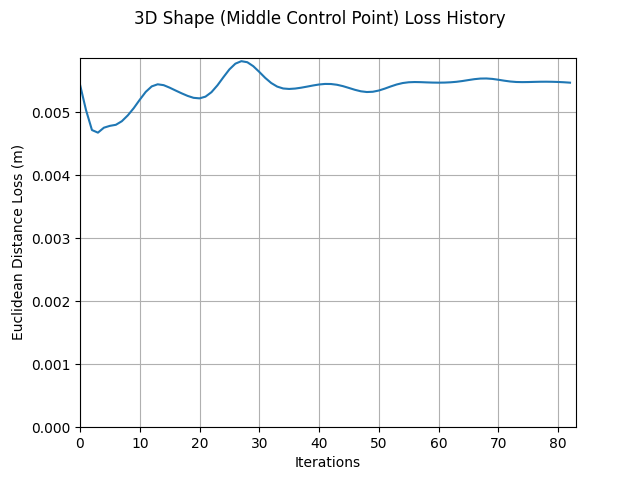 3D Shape (Middle Control Point) Loss History
Euclidean Distance Loss (m)
0.005
0.004
0.003
0.002
0.001
0.000
0 10 20 30 40 50 60 70 80
Iterations